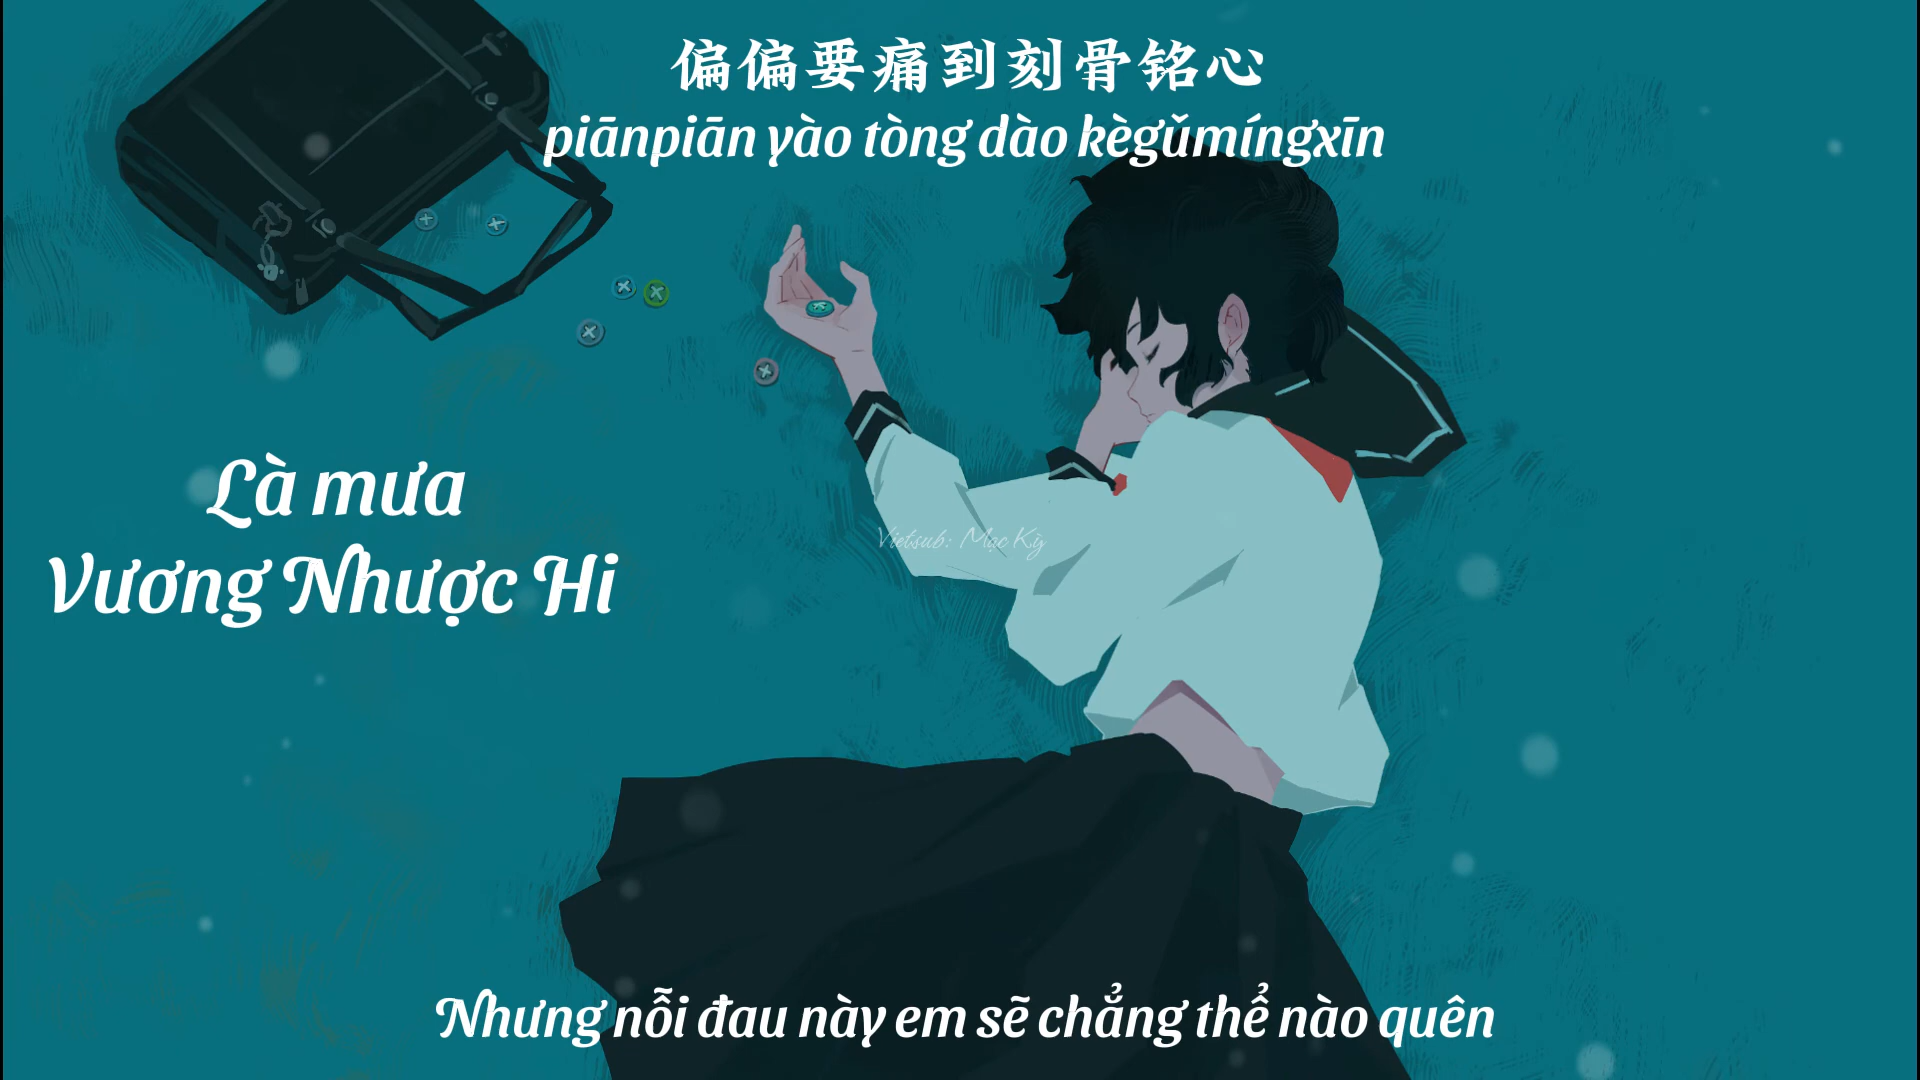 偏偏要痛到刻骨铭心
piānpiān yào tòng dào kègǔmíngxīn
Là mưa
Vương Nhược Hi
Vietsub: Mạc Kỳ
Nhưng nỗi đau này em sẽ chẳng thể nào quên